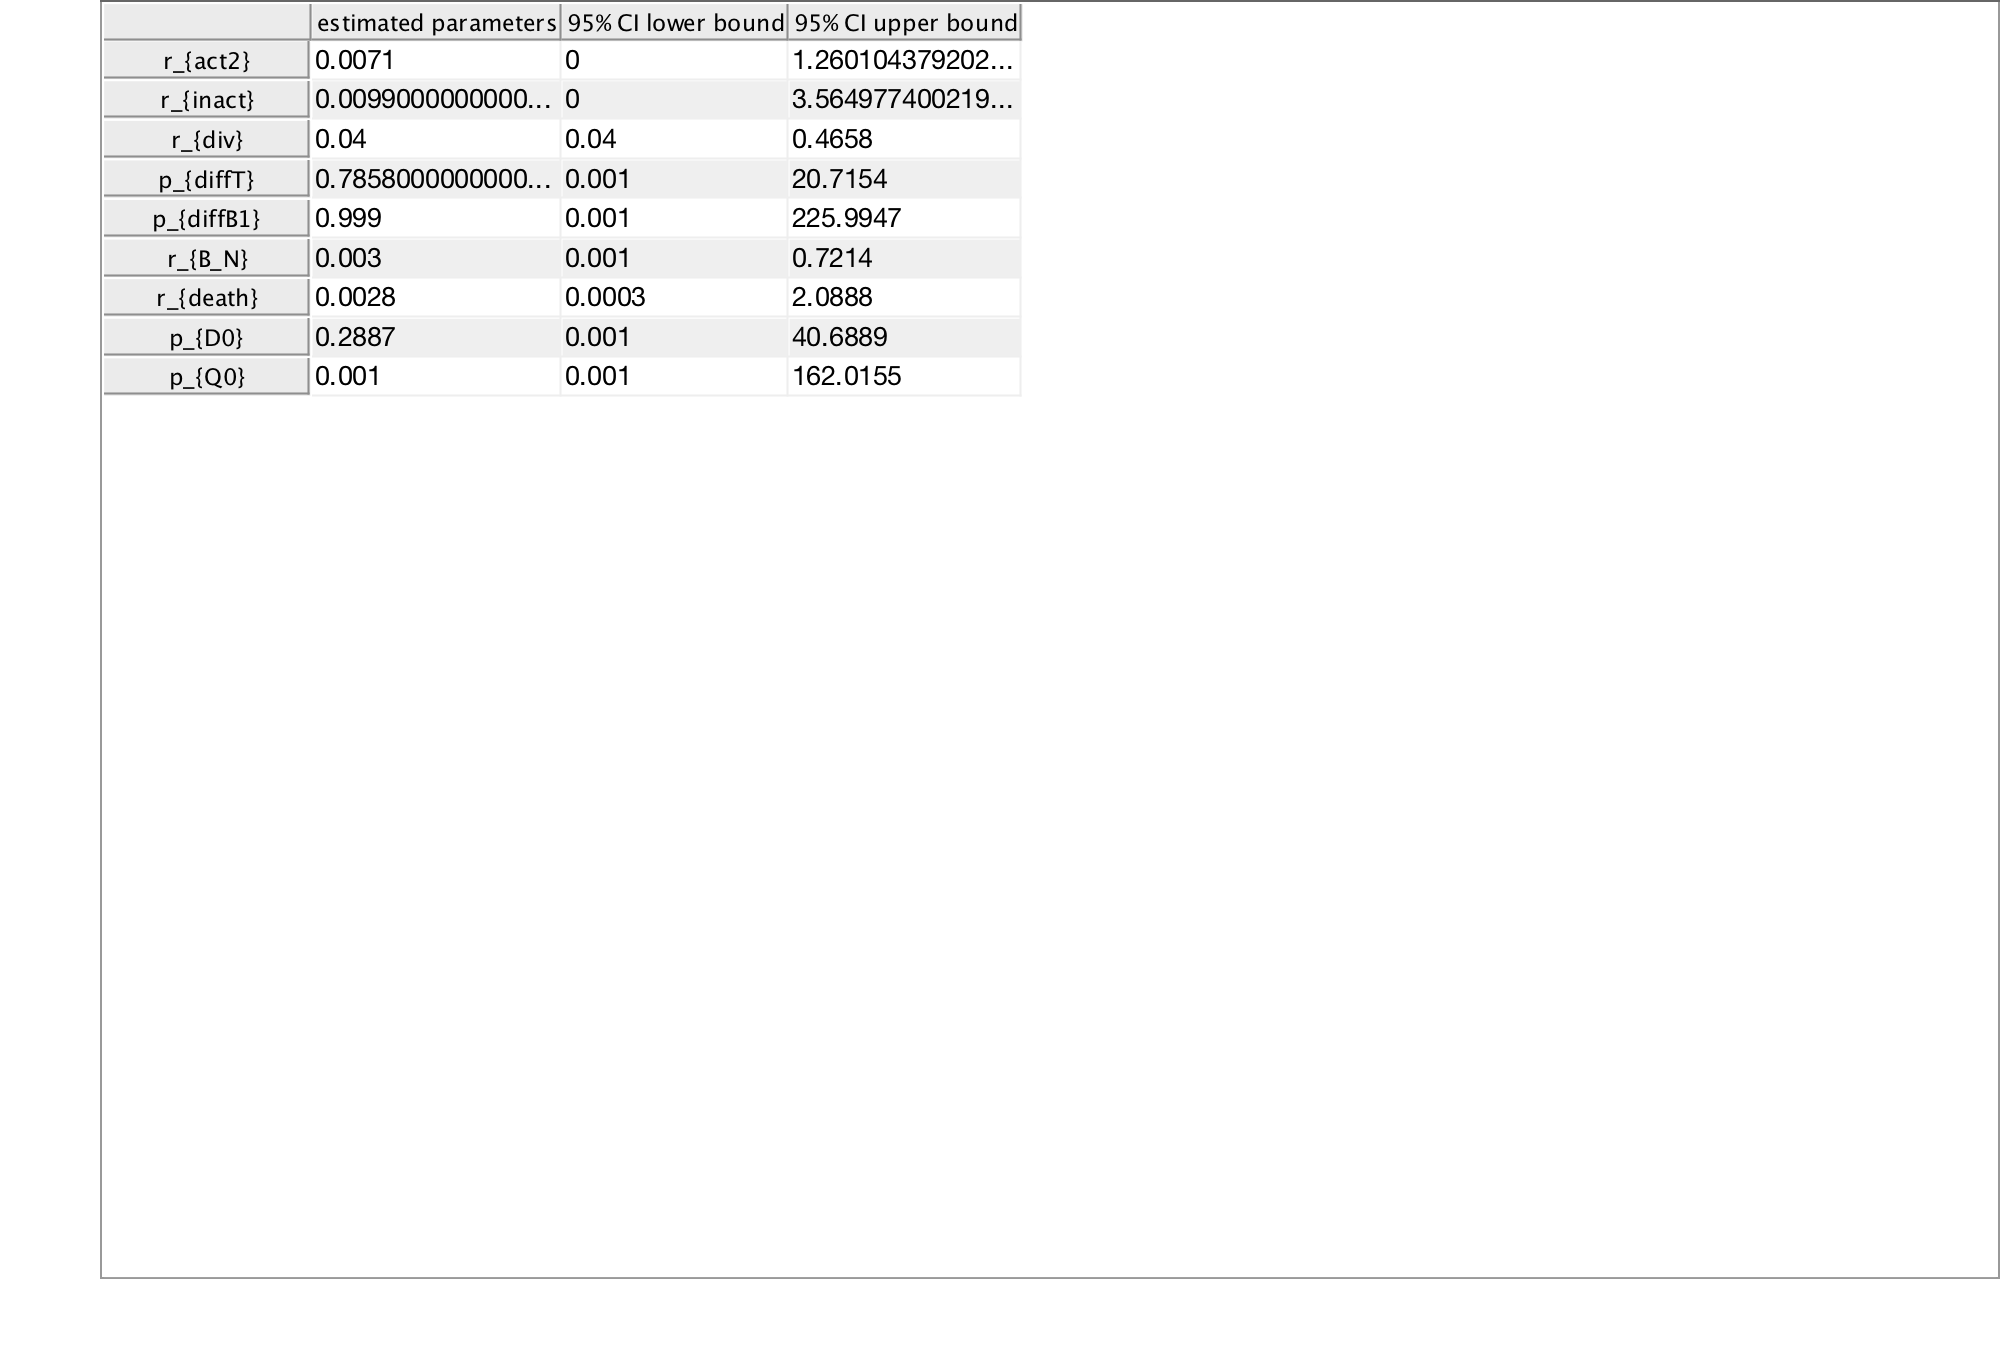 estimated parameters 95% CI lower bound 95% CI upper bound
r_{act2} 0.0071 0 1.260104379202...
r_{inact} 0.0099000000000... 0 3.564977400219...
r_{div} 0.04 0.04 0.4658
p_{diffT} 0.7858000000000... 0.001 20.7154
p_{diffB1} 0.999 0.001 225.9947
r_{B_N} 0.003 0.001 0.7214
r_{death} 0.0028 0.0003 2.0888
p_{D0} 0.2887 0.001 40.6889
p_{Q0} 0.001 0.001 162.0155